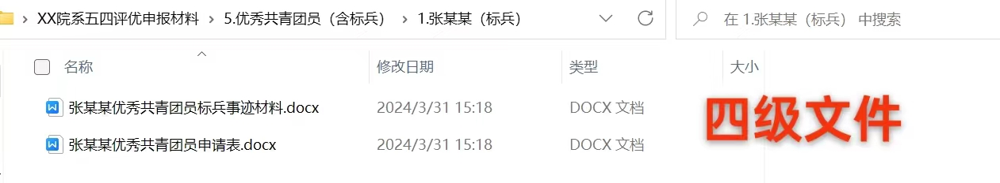 XX院系五四评优申报材料 › 5.优秀共青团员（含标兵） › 1.张某某（标兵）
在 1.张某某（标兵） 中搜索
名称 修改日期 类型 大小
张某某优秀共青团员标兵事迹材料.docx 2024/3/31 15:18 DOCX 文档
张某某优秀共青团员申请表.docx 2024/3/31 15:18 DOCX 文档
四级文件